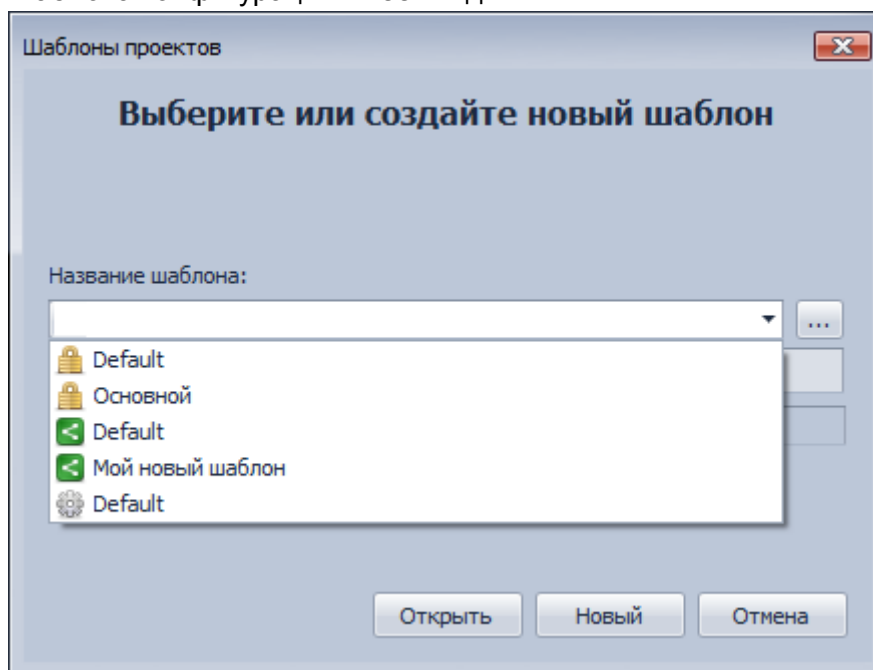 Шаблоны проектов
Выберите или создайте новый шаблон
Название шаблона:
...
Default
Основной
Default
Мой новый шаблон
Default
Открыть Новый Отмена